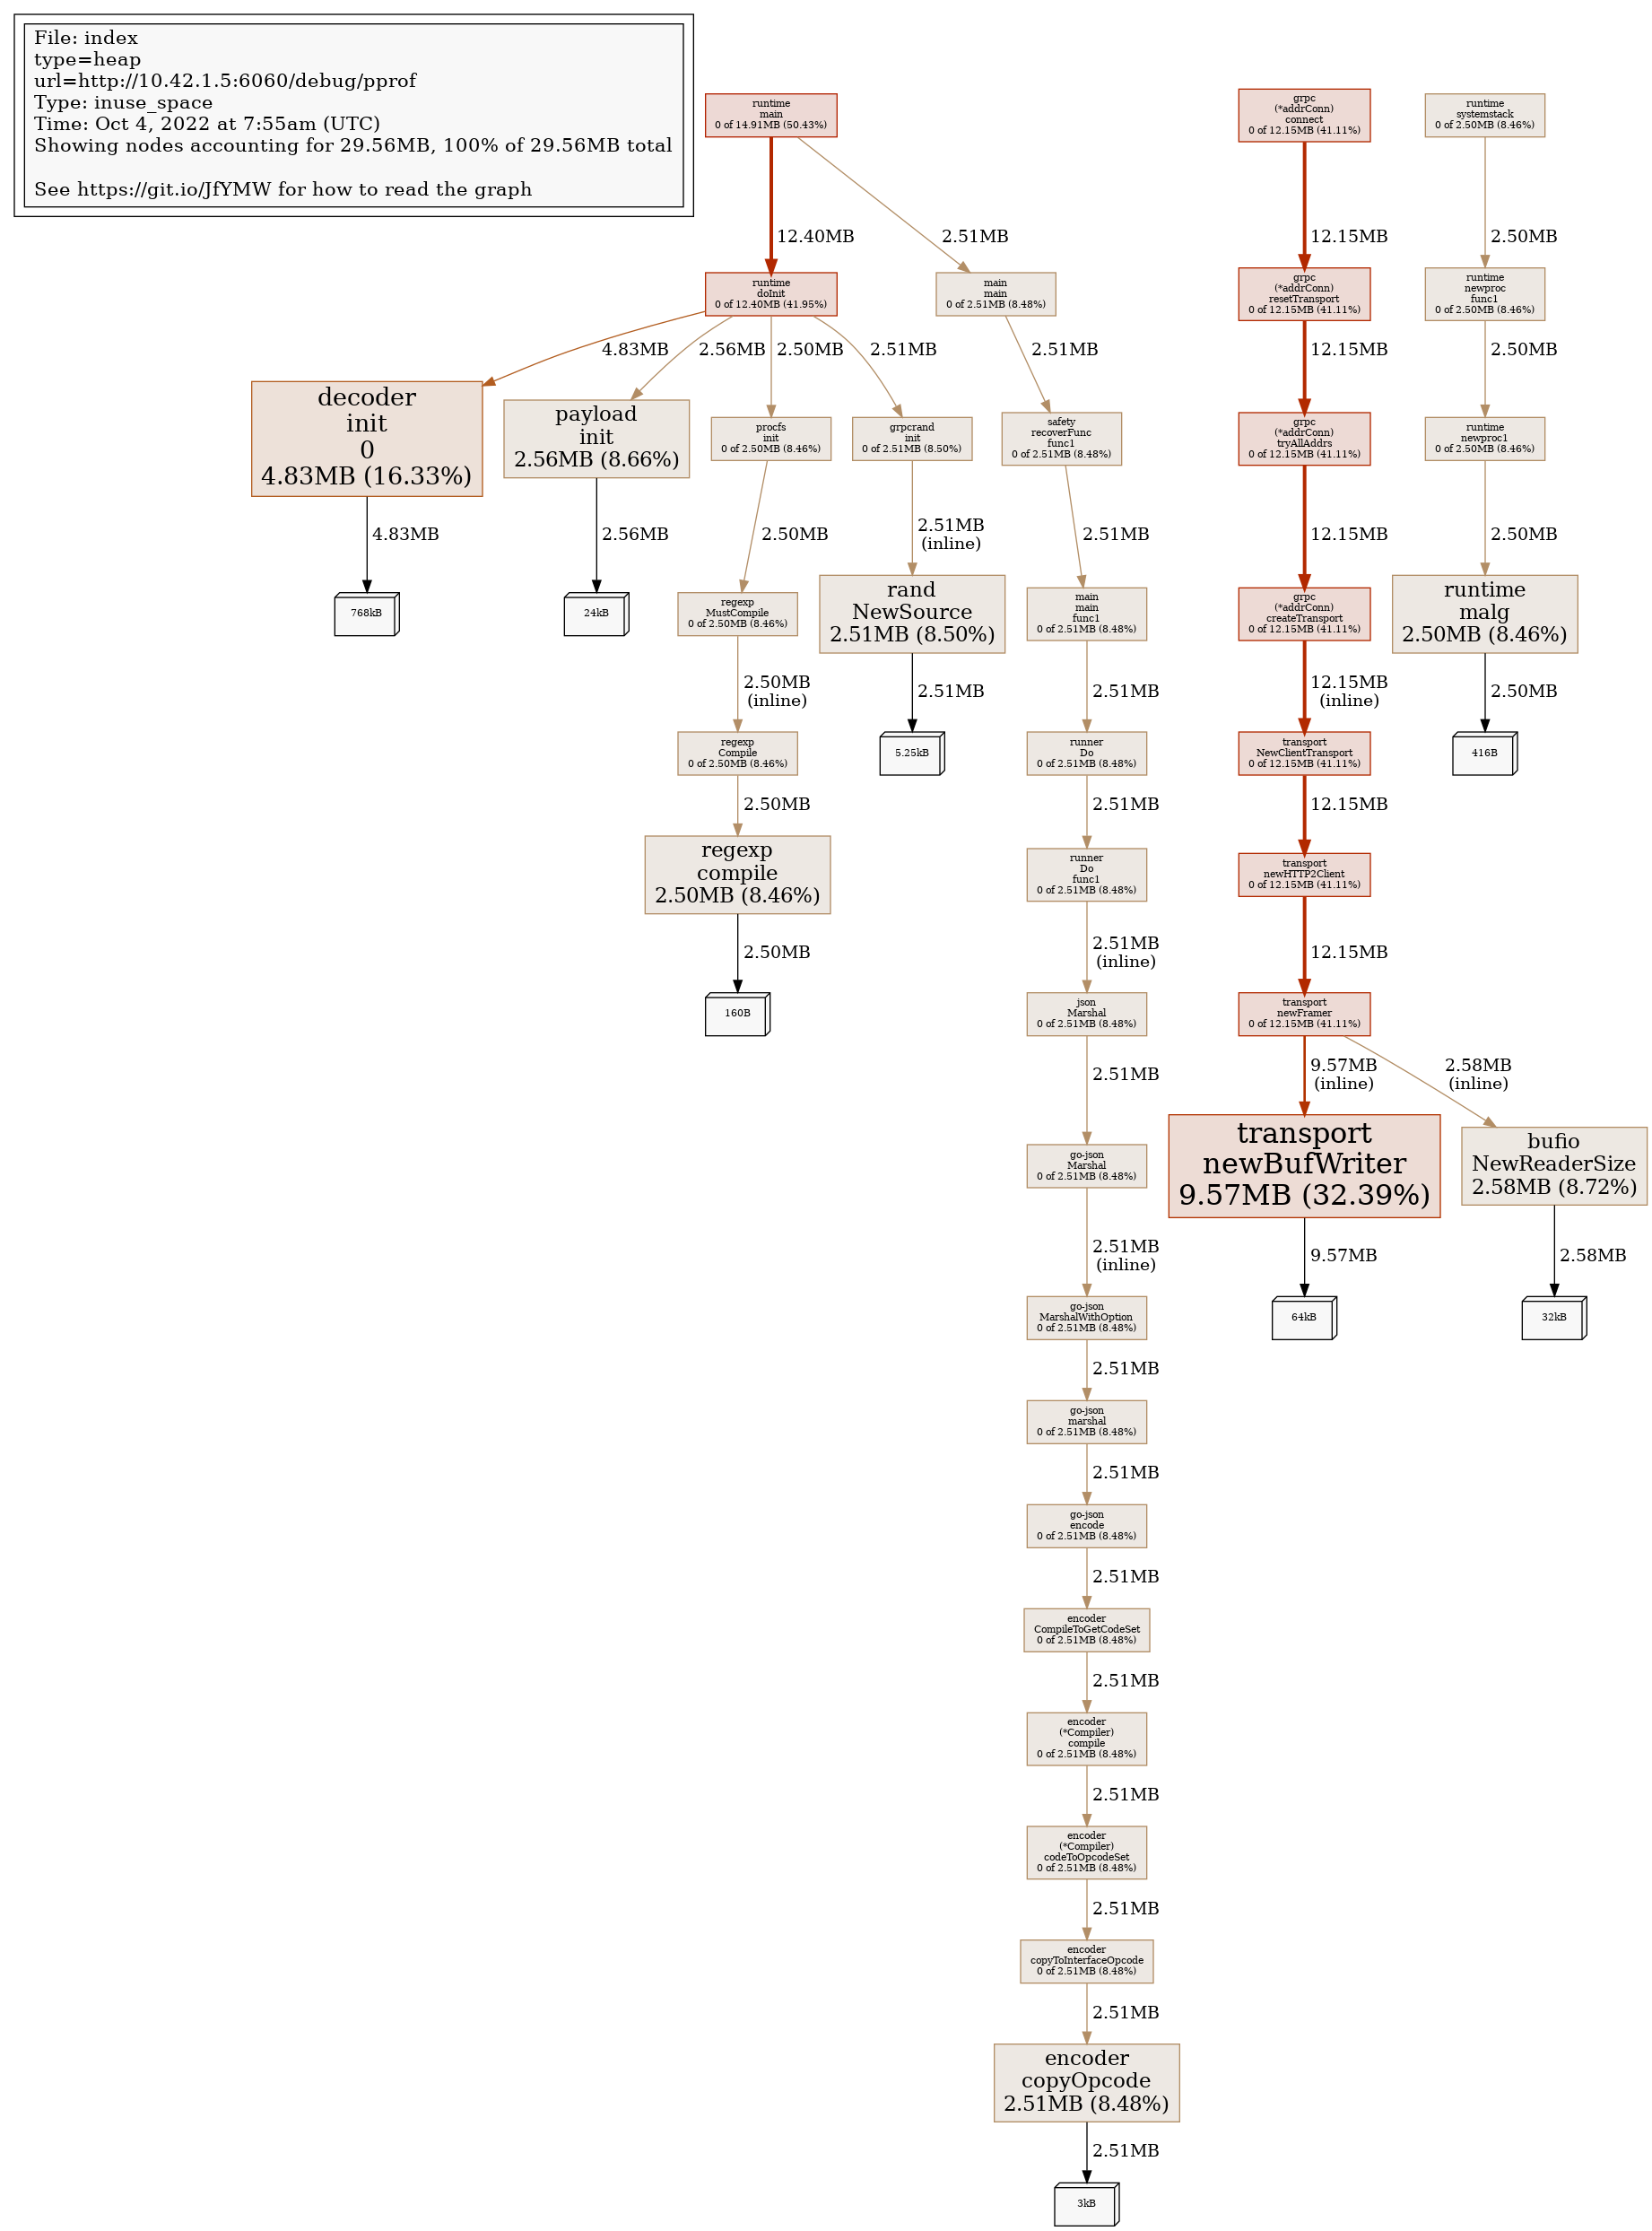 File: index
type=heap
url=http://10.42.1.5:6060/debug/pprof
Type: inuse_space
Time: Oct 4, 2022 at 7:55am (UTC)
Showing nodes accounting for 29.56MB, 100% of 29.56MB total
See https://git.io/JfYMW for how to read the graph
runtime
main
0 of 14.91MB (50.43%)
grpc
(*addrConn)
connect
0 of 12.15MB (41.11%)
runtime
systemstack
0 of 2.50MB (8.46%)
12.40MB
2.51MB
12.15MB
2.50MB
runtime
doInit
0 of 12.40MB (41.95%)
main
main
0 of 2.51MB (8.48%)
grpc
(*addrConn)
resetTransport
0 of 12.15MB (41.11%)
runtime
newproc
func1
0 of 2.50MB (8.46%)
4.83MB
2.56MB
2.50MB
2.51MB
2.51MB
12.15MB
2.50MB
decoder
init
0
4.83MB (16.33%)
payload
init
2.56MB (8.66%)
procfs
init
0 of 2.50MB (8.46%)
grpcrand
init
0 of 2.51MB (8.50%)
safety
recoverFunc
func1
0 of 2.51MB (8.48%)
grpc
(*addrConn)
tryAllAddrs
0 of 12.15MB (41.11%)
runtime
newproc1
0 of 2.50MB (8.46%)
4.83MB
2.56MB
2.50MB
2.51MB
(inline)
2.51MB
12.15MB
2.50MB
768kB
24kB
regexp
MustCompile
0 of 2.50MB (8.46%)
rand
NewSource
2.51MB (8.50%)
main
main
func1
0 of 2.51MB (8.48%)
grpc
(*addrConn)
createTransport
0 of 12.15MB (41.11%)
runtime
malg
2.50MB (8.46%)
2.50MB
(inline)
2.51MB
2.51MB
12.15MB
(inline)
2.50MB
regexp
Compile
0 of 2.50MB (8.46%)
5.25kB
runner
Do
0 of 2.51MB (8.48%)
transport
NewClientTransport
0 of 12.15MB (41.11%)
416B
2.50MB
2.51MB
12.15MB
regexp
compile
2.50MB (8.46%)
runner
Do
func1
0 of 2.51MB (8.48%)
transport
newHTTP2Client
0 of 12.15MB (41.11%)
2.50MB
2.51MB
(inline)
12.15MB
160B
json
Marshal
0 of 2.51MB (8.48%)
transport
newFramer
0 of 12.15MB (41.11%)
2.51MB
9.57MB
(inline)
2.58MB
(inline)
go-json
Marshal
0 of 2.51MB (8.48%)
transport
newBufWriter
9.57MB (32.39%)
bufio
NewReaderSize
2.58MB (8.72%)
2.51MB
(inline)
9.57MB
2.58MB
go-json
MarshalWithOption
0 of 2.51MB (8.48%)
64kB
32kB
2.51MB
go-json
marshal
0 of 2.51MB (8.48%)
2.51MB
go-json
encode
0 of 2.51MB (8.48%)
2.51MB
encoder
CompileToGetCodeSet
0 of 2.51MB (8.48%)
2.51MB
encoder
(*Compiler)
compile
0 of 2.51MB (8.48%)
2.51MB
encoder
(*Compiler)
codeToOpcodeSet
0 of 2.51MB (8.48%)
2.51MB
encoder
copyToInterfaceOpcode
0 of 2.51MB (8.48%)
2.51MB
encoder
copyOpcode
2.51MB (8.48%)
2.51MB
3kB